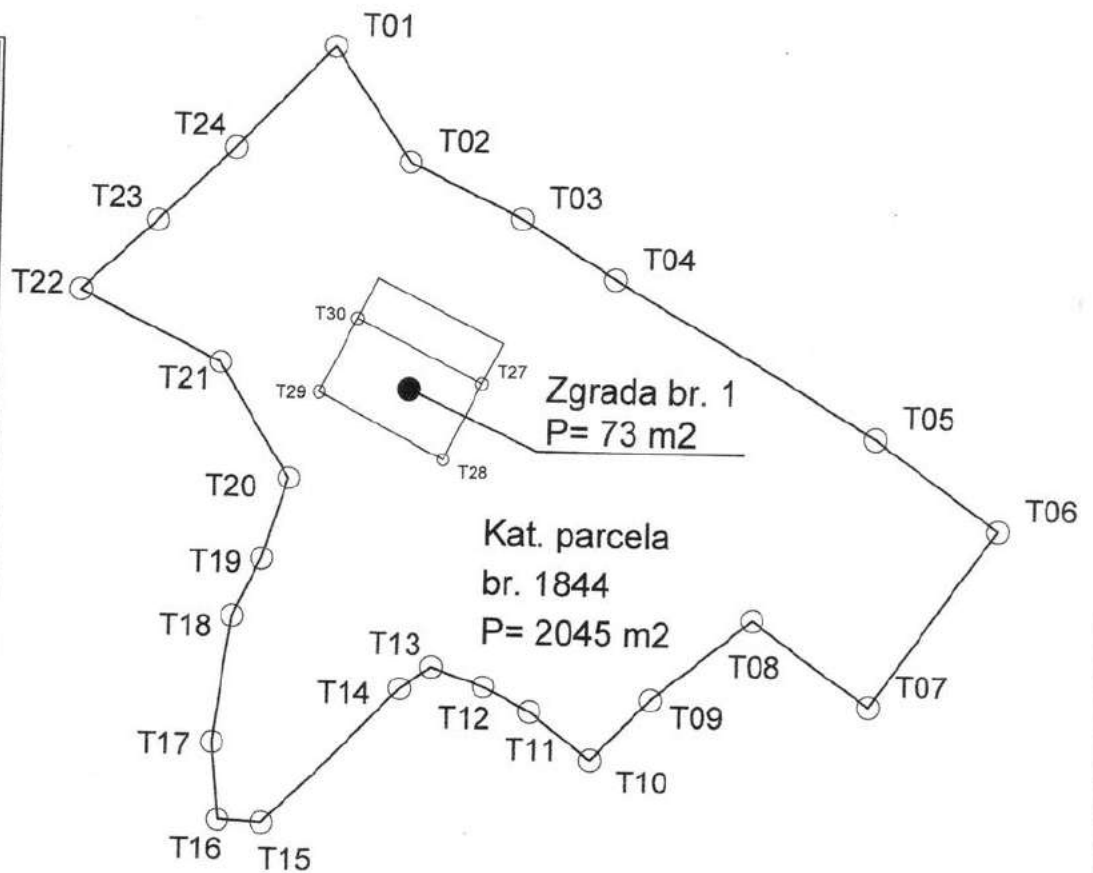 T01
T24
T02
T23
T03
T04
T22
T30
T21
T27
T29
Zgrada br. 1
P= 73 m2
T28
T05
T20
T06
Kat. parcela
br. 1844
P= 2045 m2
T19
T18
T13
T08
T14
T12
T09
T07
T11
T17
T10
T16
T15